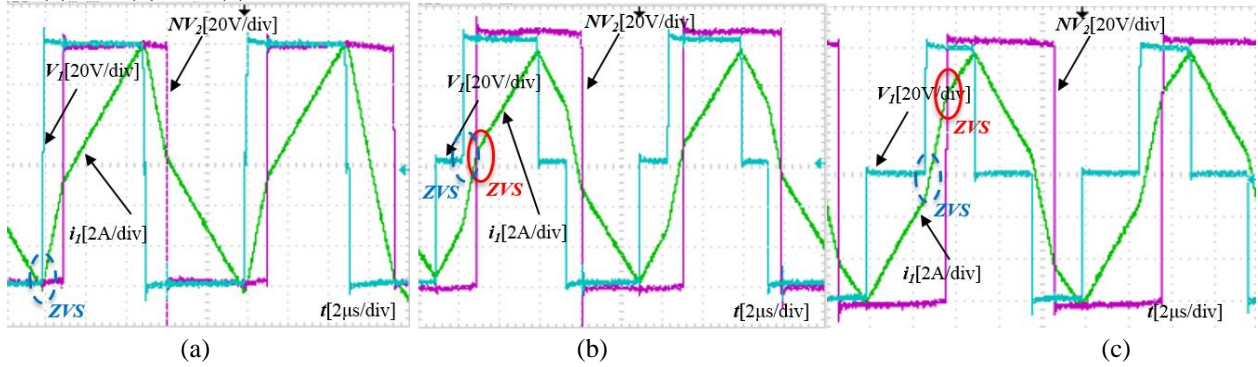 NV2[20V/div]
V1[20V/div]
i1[2A/div]
ZVS
t[2μs/div]
(a)
NV2[20V/div]
V1[20V/div]
ZVS
ZVS
i1[2A/div]
t[2μs/div]
(b)
NV2[20V/div]
V1[20V/div]
ZVS
ZVS
i1[2A/div]
t[2μs/div]
(c)